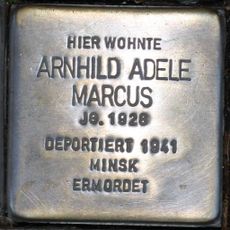 HIER WOHNTE
ARNHILD ADELE
MARCUS
JG. 1928
DEPORTIERT 1941
MINSK
ERMORDET